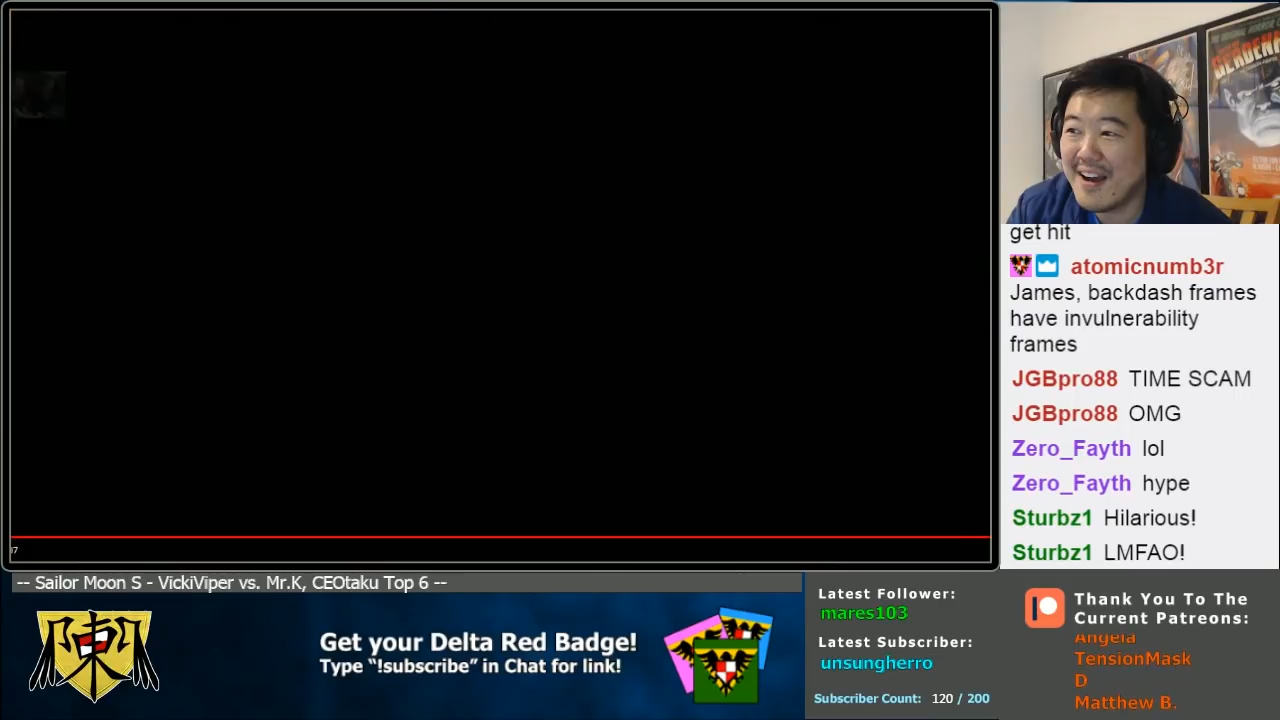 GERDENH
get hit
atomicnumb3r
James, backdash frames
have invulnerability
frames
JGBpro88 TIME SCAM
JGBpro88 OMG
Zero_Fayth lol
Zero_Fayth hype
Sturbz1 Hilarious!
Sturbz1 LMFAO!
-- Sailor Moon S - VickiViper vs. Mr.K, CEOtaku Top 6 --
Get your Delta Red Badge!
Type "!subscribe" in Chat for link!
Latest Follower:
mares103
Latest Subscriber:
unsungherro
Subscriber Count: 120 / 200
Thank You To The
Current Patreons:
Angela
TensionMask
D
Matthew B.